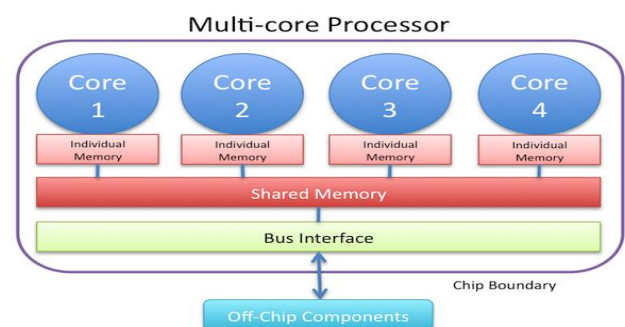 Multi-core Processor
Core
1
Core
2
Core
3
Core
4
Individual
Memory
Individual
Memory
Individual
Memory
Individual
Memory
Shared Memory
Bus Interface
Chip Boundary
Off-Chip Components